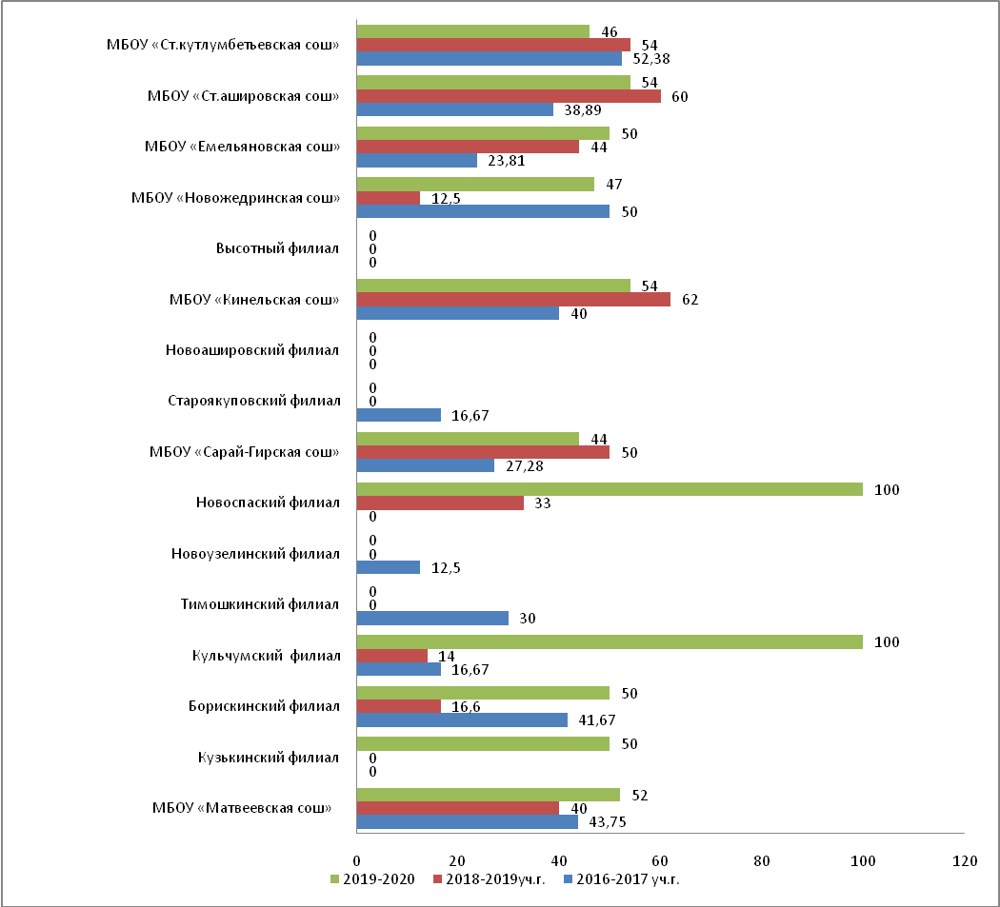 МБОУ «Ст.кутлумбетьевская сош»
46
54
52,38
МБОУ «Ст.ашировская сош»
54
60
38,89
МБОУ «Емельяновская сош»
50
44
23,81
МБОУ «Новожедринская сош»
47
12,5
50
Высотный филиал
0
0
0
МБОУ «Кинельская сош»
54
62
40
Новоашировский филиал
0
0
0
Староякуповский филиал
0
0
16,67
МБОУ «Сарай-Гирская сош»
44
50
27,28
Новоспаский филиал
100
33
0
Новоузелинский филиал
0
0
12,5
Тимошкинский филиал
0
0
30
Кульчумский  филиал
100
14
16,67
Борискинский филиал
50
16,6
41,67
Кузькинский филиал
50
0
0
МБОУ «Матвеевская сош»
52
40
43,75
0 20 40 60 80 100 120
2019-2020 2018-2019уч.г. 2016-2017 уч.г.